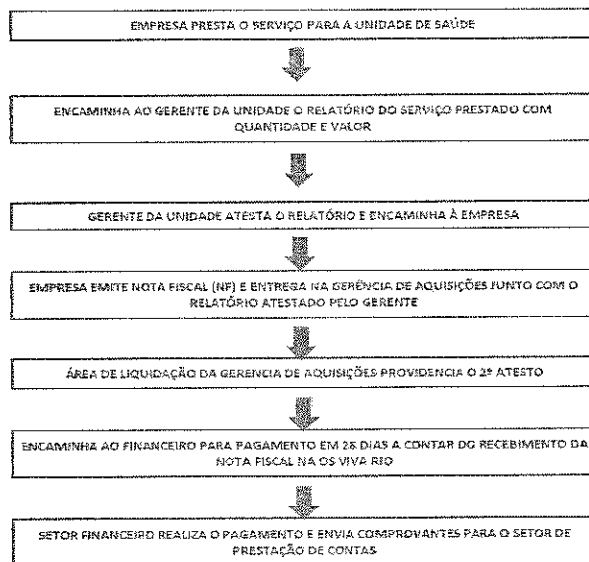 EMPRESA PRESTA O SERVIÇO PARA A UNIDADE DE SAÚDE
ENCAMINHA AO GERENTE DA UNIDADE O RELATÓRIO DO SERVIÇO PRESTADO COM
QUANTIDADE E VALOR
GERENTE DA UNIDADE ATESTA O RELATÓRIO E ENCAMINHA À EMPRESA
EMPRESA EMITE NOTA FISCAL (NF) E ENTREGA NA GERÊNCIA DE AQUISIÇÕES JUNTO COM O
RELATÓRIO ATESTADO PELO GERENTE
ÁREA DE LIQUIDAÇÃO DA GERENCIA DE AQUISIÇÕES PROVIDENCIA O 2º ATESTO
ENCAMINHA AO FINANCEIRO PARA PAGAMENTO EM 28 DIAS A CONTAR DO RECEBIMENTO DA
NOTA FISCAL NA OS VIVA RIO
SETOR FINANCEIRO REALIZA O PAGAMENTO E ENVIA COMPROVANTES PARA O SETOR DE
PRESTAÇÃO DE CONTAS